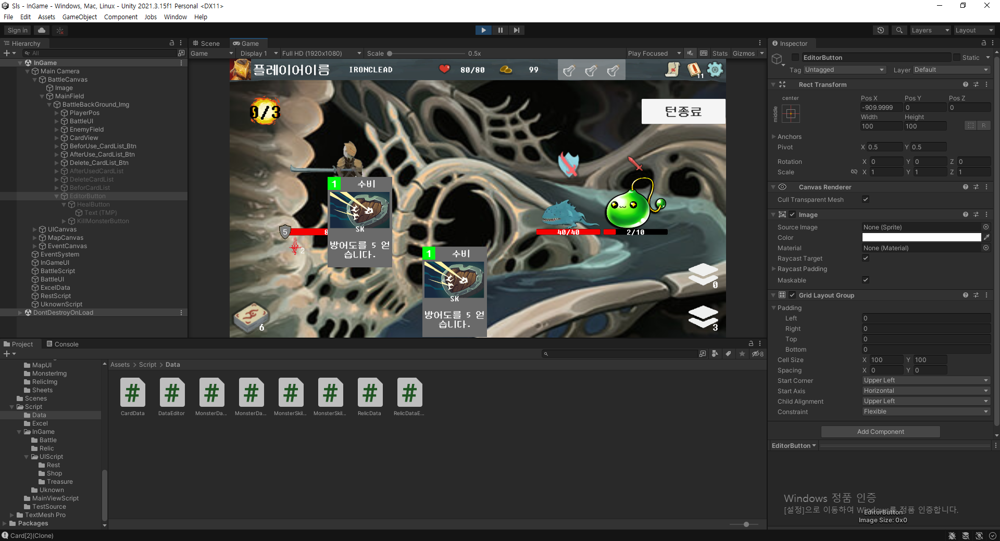 Sls - InGame - Windows, Mac, Linux - Unity 2021.3.15f1 Personal <DX11>
File Edit Assets GameObject Component Jobs Window Help
Sign in
Layers
Layout
Hierarchy
All
InGame
Main Camera
BattleCanvas
Image
MainField
BattleBackGround_Img
PlayerPos
BattleUI
EnemyField
CardView
BeforUse_CardList_Btn
AfterUse_CardList_Btn
Delete_CardList_Btn
AfterUsedCardList
DeleteCardList
BeforCardList
EditorButton
HealButton
Text (TMP)
KillMonsterButton
UICanvas
MapCanvas
EventCanvas
EventSystem
InGameUI
BattleScript
BattleUI
ExcelData
RestScript
UknownScript
DontDestroyOnLoad
Scene
Game
Game
Display 1
Full HD (1920x1080)
Scale
0.5x
Play Focused
Stats
Gizmos
플레이어이름
IRONCLEAD
80/80
99
11
0/3
턴종료
1
수비
SK
방어도를 5 얻
습니다.
5
8
2
1
수비
SK
방어도를 5 얻
습니다.
40/40
2/10
0
3
6
Inspector
EditorButton
Static
Tag Untagged
Layer Default
Rect Transform
center
middle
Pos X Pos Y Pos Z
-909.9999 0 0
Width Height
100 100
R
Anchors
Pivot X 0.5 Y 0.5
Rotation X 0 Y 0 Z 0
Scale X 1 Y 1 Z 1
Canvas Renderer
Cull Transparent Mesh
Image
Source Image None (Sprite)
Color
Material None (Material)
Raycast Target
Raycast Padding
Maskable
Grid Layout Group
Padding
Left 0
Right 0
Top 0
Bottom 0
Cell Size X 100 Y 100
Spacing X 0 Y 0
Start Corner Upper Left
Start Axis Horizontal
Child Alignment Upper Left
Constraint Flexible
Add Component
EditorButton
Windows 정품 인증
[설정]으로 이동하여 Windows를 정품 인증합니다.
EditorButton
Image Size: 0x0
Project
Console
8
MapUI
MonsterImg
RelicImg
Sheets
Scenes
Script
Data
Excel
InGame
Battle
Relic
UIScript
Rest
Shop
Treasure
Uknown
MainViewScript
TestSource
TextMesh Pro
Packages
Assets > Script > Data
CardData
DataEditor
MonsterDa...
MonsterDa...
MonsterSkil...
MonsterSkil...
RelicData
RelicDataE...
Card[2](Clone)